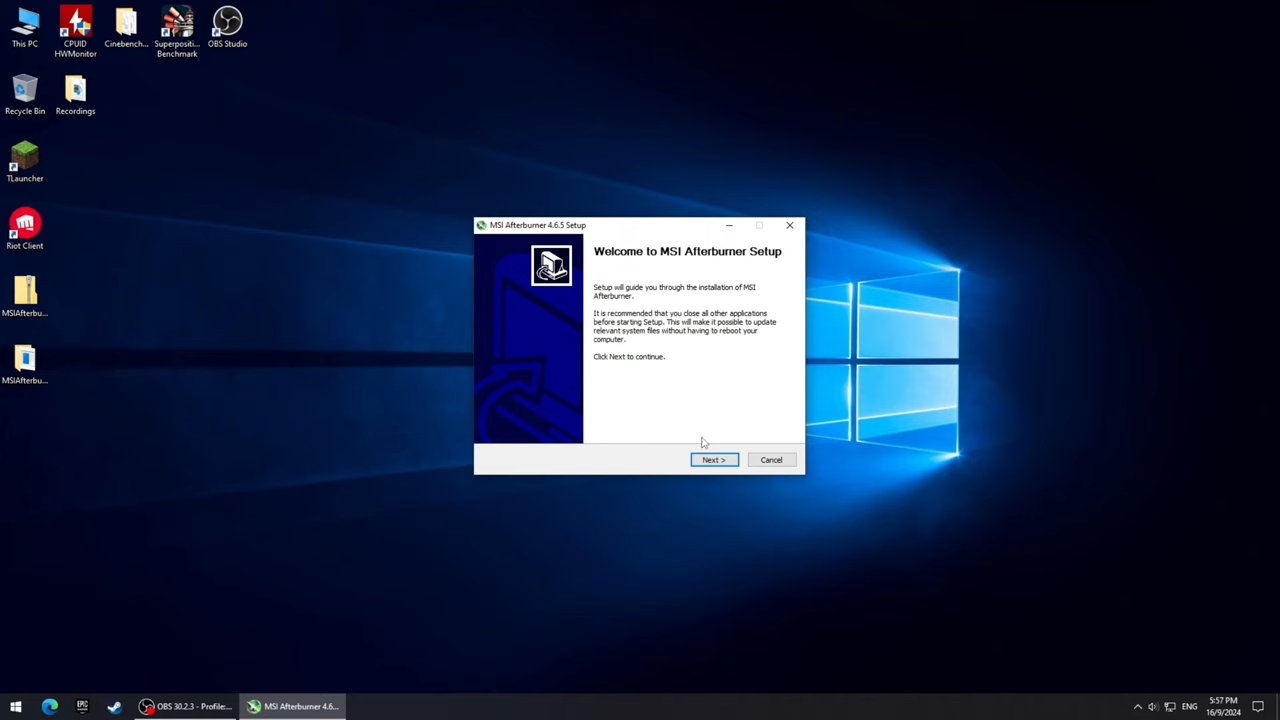 This PC
CPUID
HWMonitor
Cinebench...
Superpositi...
Benchmark
OBS Studio
Recycle Bin
Recordings
TLauncher
Riot Client
MSIAfterbu...
MSIAfterbu...
MSI Afterburner 4.6.5 Setup
Welcome to MSI Afterburner Setup
Setup will guide you through the installation of MSI
Afterburner.
It is recommended that you close all other applications
before starting Setup. This will make it possible to update
relevant system files without having to reboot your
computer.
Click Next to continue.
Next >
Cancel
EPIC
OBS 30.2.3 - Profile:...
MSI Afterburner 4.6...
ENG
5:57 PM
16/9/2024